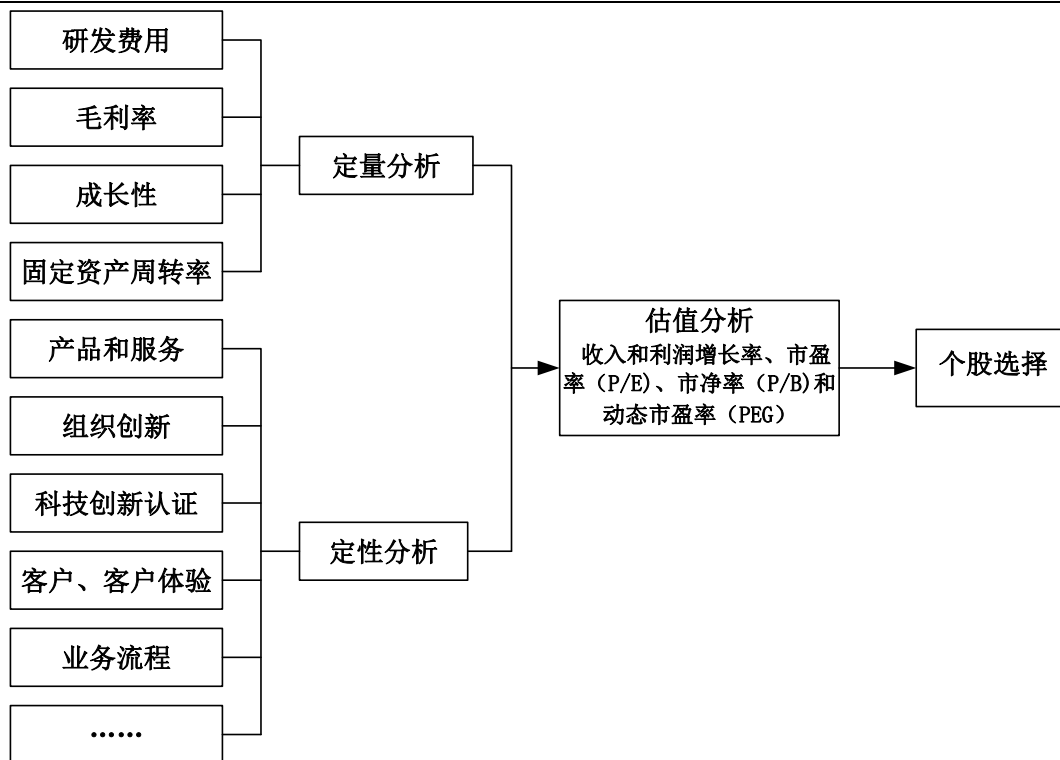 研发费用
毛利率
成长性
固定资产周转率
定量分析
产品和服务
组织创新
科技创新认证
客户、客户体验
业务流程
……
定性分析
估值分析
收入和利润增长率、市盈
率（P/E)、市净率（P/B)和
动态市盈率（PEG）
个股选择